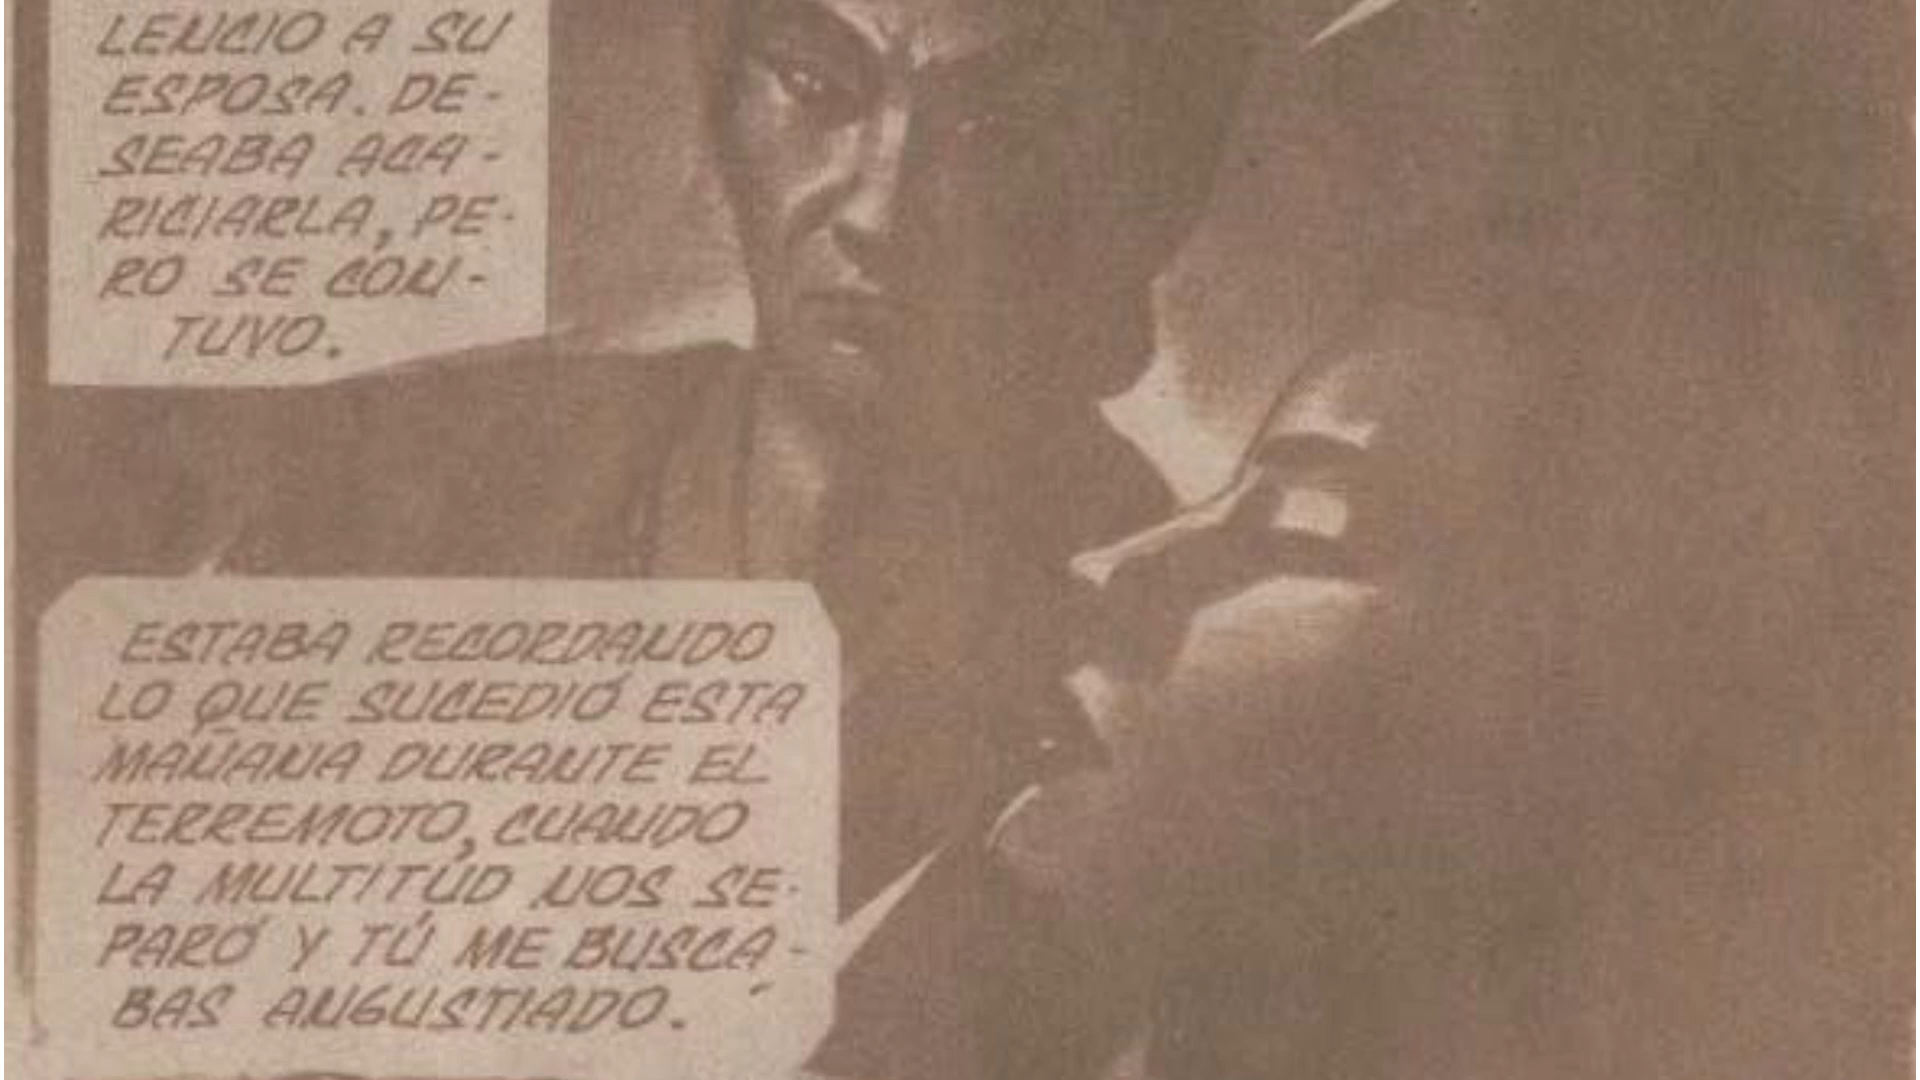 LENCIO A SU
ESPOSA. DE-
SEABA ACA-
RICIARLA, PE-
RO SE CON-
TUVO.
ESTABA RECORDANDO
LO QUE SUCEDIÓ ESTA
MAÑANA DURANTE EL
TERREMOTO, CUANDO
LA MULTITÚD NOS SE-
PARÓ Y TÚ ME BUSCA-
BAS ANGUSTIADO.